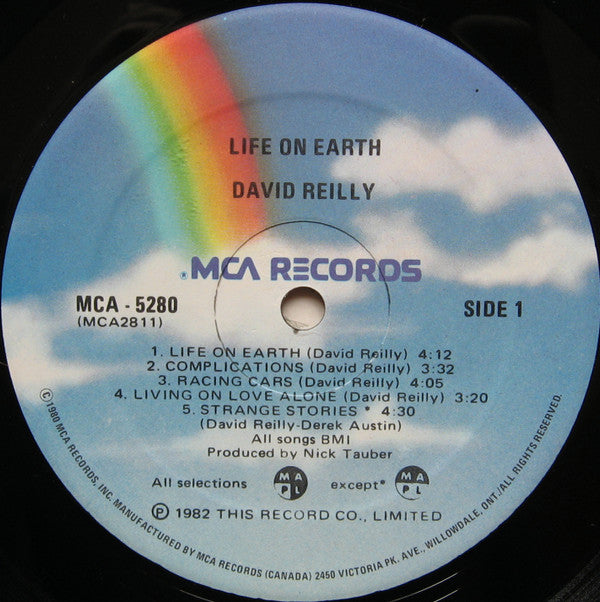 LIFE ON EARTH
DAVID REILLY
® MCA RECORDS
MCA - 5280
(MCA2811)
SIDE 1
1. LIFE ON EARTH (David Reilly) 4:12
2. COMPLICATIONS (David Reilly) 3:32
3. RACING CARS (David Reilly) 4:05
4. LIVING ON LOVE ALONE (David Reilly) 3:20
5. STRANGE STORIES * 4:30
(David Reilly-Derek Austin)
All songs BMI
Produced by Nick Tauber
All selections MAPL except* MAPL
Ⓟ 1982 THIS RECORD CO., LIMITED
©1980 MCA RECORDS, INC. MANUFACTURED BY MCA RECORDS (CANADA) 2450 VICTORIA PK. AVE., WILLOWDALE, ONT./ALL RIGHTS RESERVED.